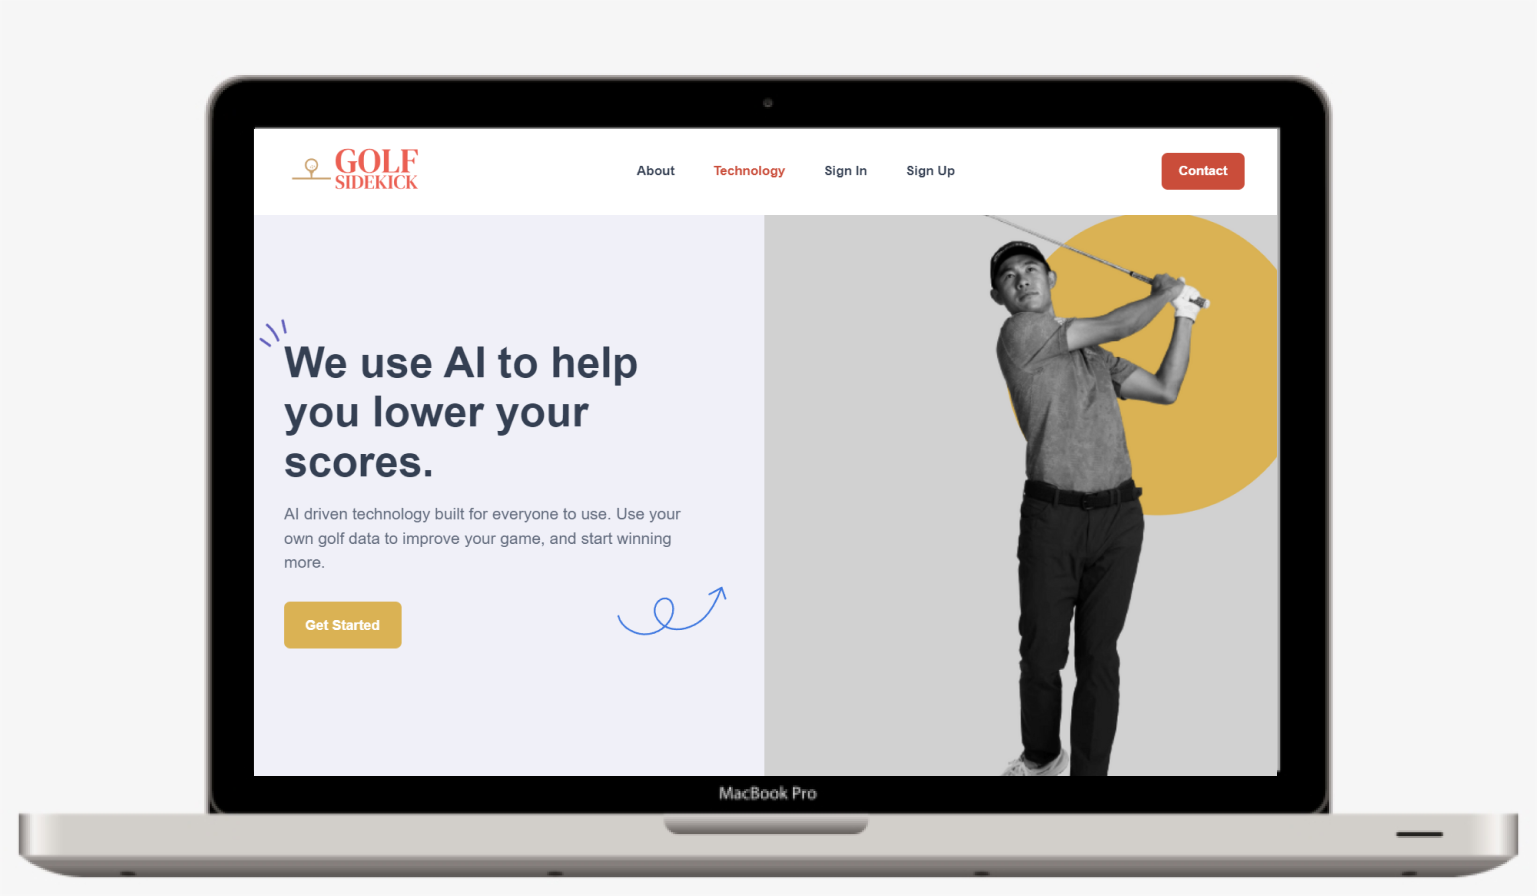 GOLF
SIDEKICK
About
Technology
Sign In
Sign Up
Contact
We use AI to help
you lower your
scores.
AI driven technology built for everyone to use. Use your
own golf data to improve your game, and start winning
more.
Get Started
MacBook Pro